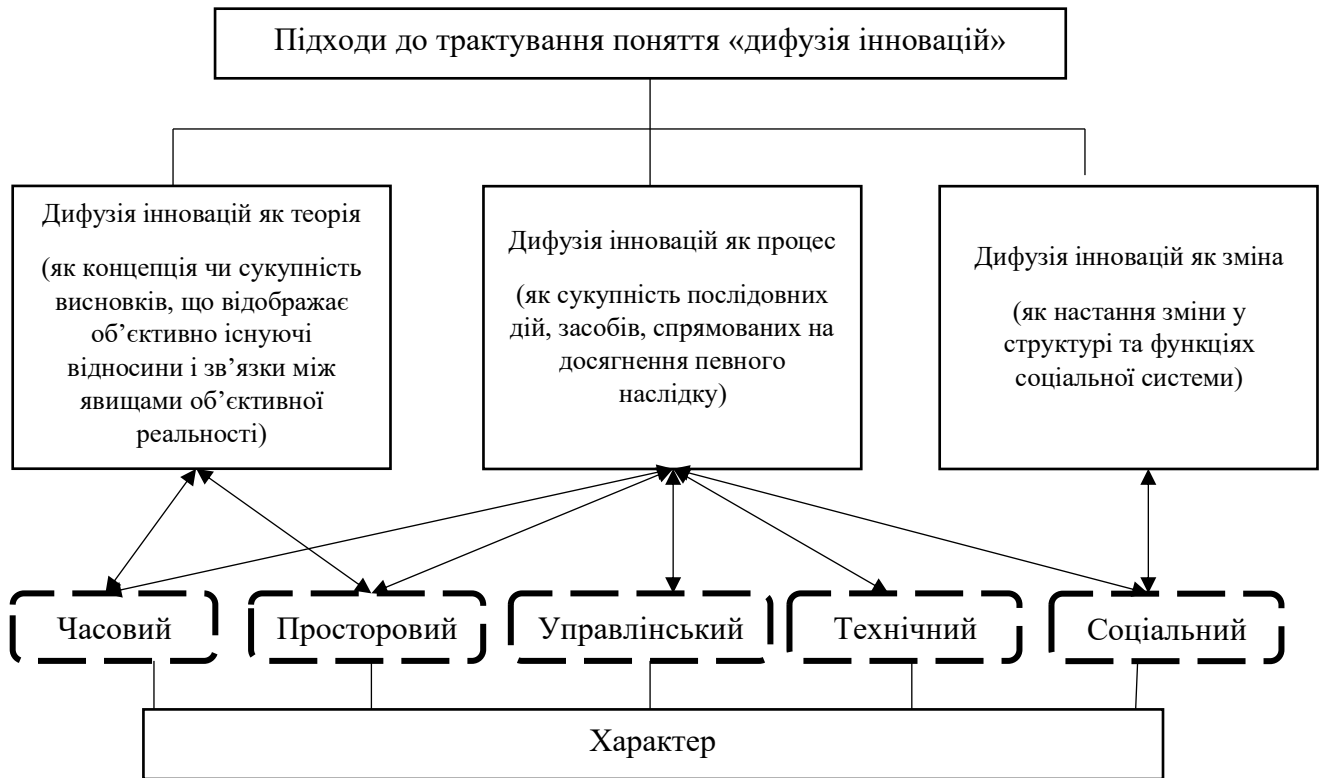 Підходи до трактування поняття «дифузія інновацій»
Дифузія інновацій як теорія
(як концепція чи сукупність
висновків, що відображає
об’єктивно існуючі
відносини і зв’язки між
явищами об’єктивної
реальності)
Дифузія інновацій як процес
(як сукупність послідовних
дій, засобів, спрямованих на
досягнення певного
наслідку)
Дифузія інновацій як зміна
(як настання зміни у
структурі та функціях
соціальної системи)
Часовий
Просторовий
Управлінський
Технічний
Соціальний
Характер